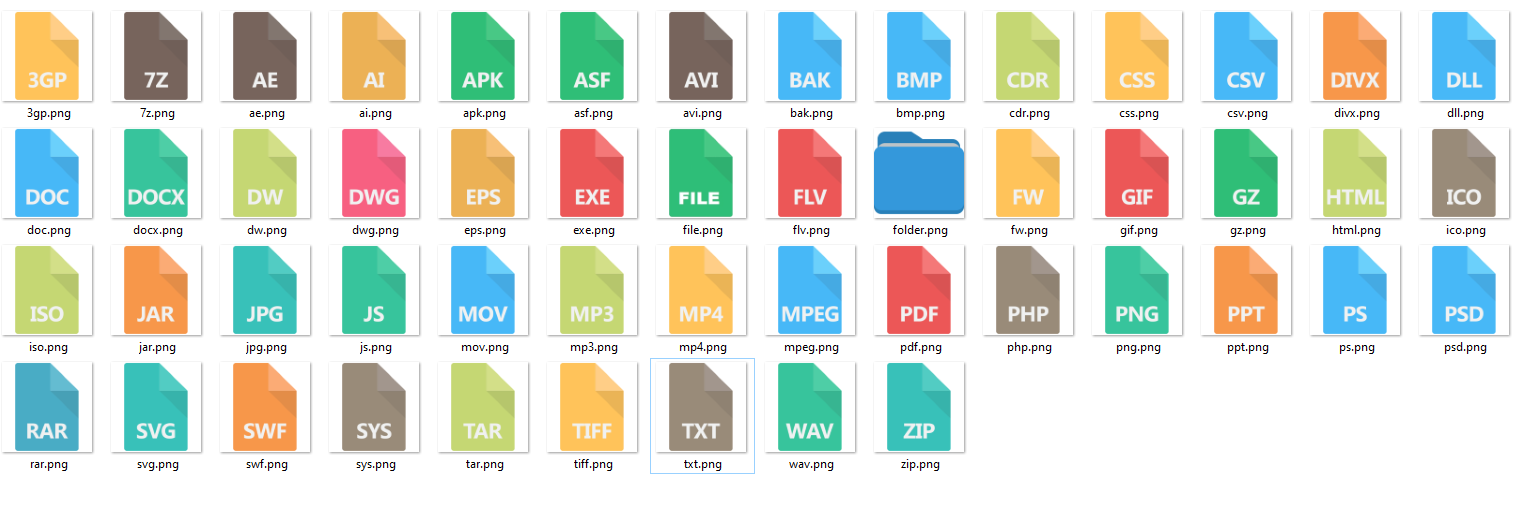 3GP 7Z AE AI APK ASF AVI BAK BMP CDR CSS CSV DIVX DLL
3gp.png 7z.png ae.png ai.png apk.png asf.png avi.png bak.png bmp.png cdr.png css.png csv.png divx.png dll.png
DOC DOCX DW DWG EPS EXE FILE FLV FW GIF GZ HTML ICO
doc.png docx.png dw.png dwg.png eps.png exe.png file.png flv.png folder.png fw.png gif.png gz.png html.png ico.png
ISO JAR JPG JS MOV MP3 MP4 MPEG PDF PHP PNG PPT PS PSD
iso.png jar.png jpg.png js.png mov.png mp3.png mp4.png mpeg.png pdf.png php.png png.png ppt.png ps.png psd.png
RAR SVG SWF SYS TAR TIFF TXT WAV ZIP
rar.png svg.png swf.png sys.png tar.png tiff.png txt.png wav.png zip.png